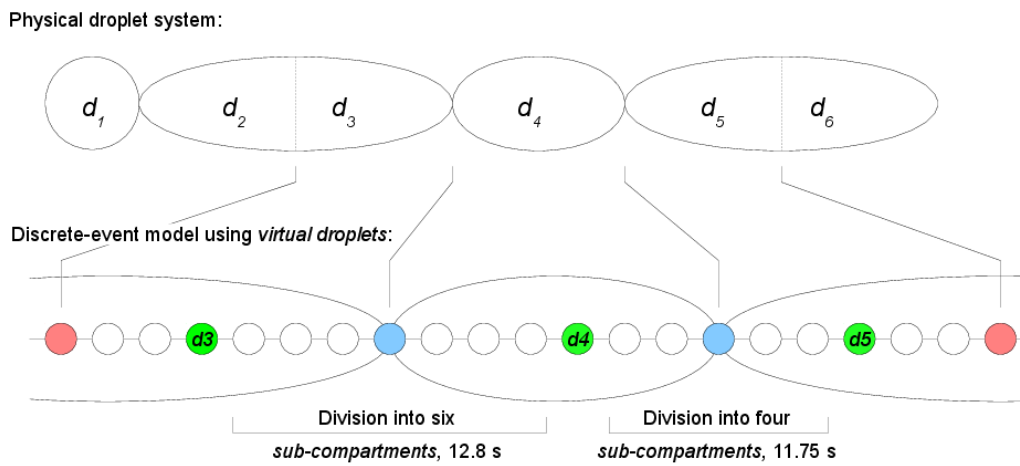 Physical droplet system:
d1 d2 d3 d4 d5 d6
Discrete-event model using virtual droplets:
d3 d4 d5
Division into six
sub-compartments, 12.8 s
Division into four
sub-compartments, 11.75 s